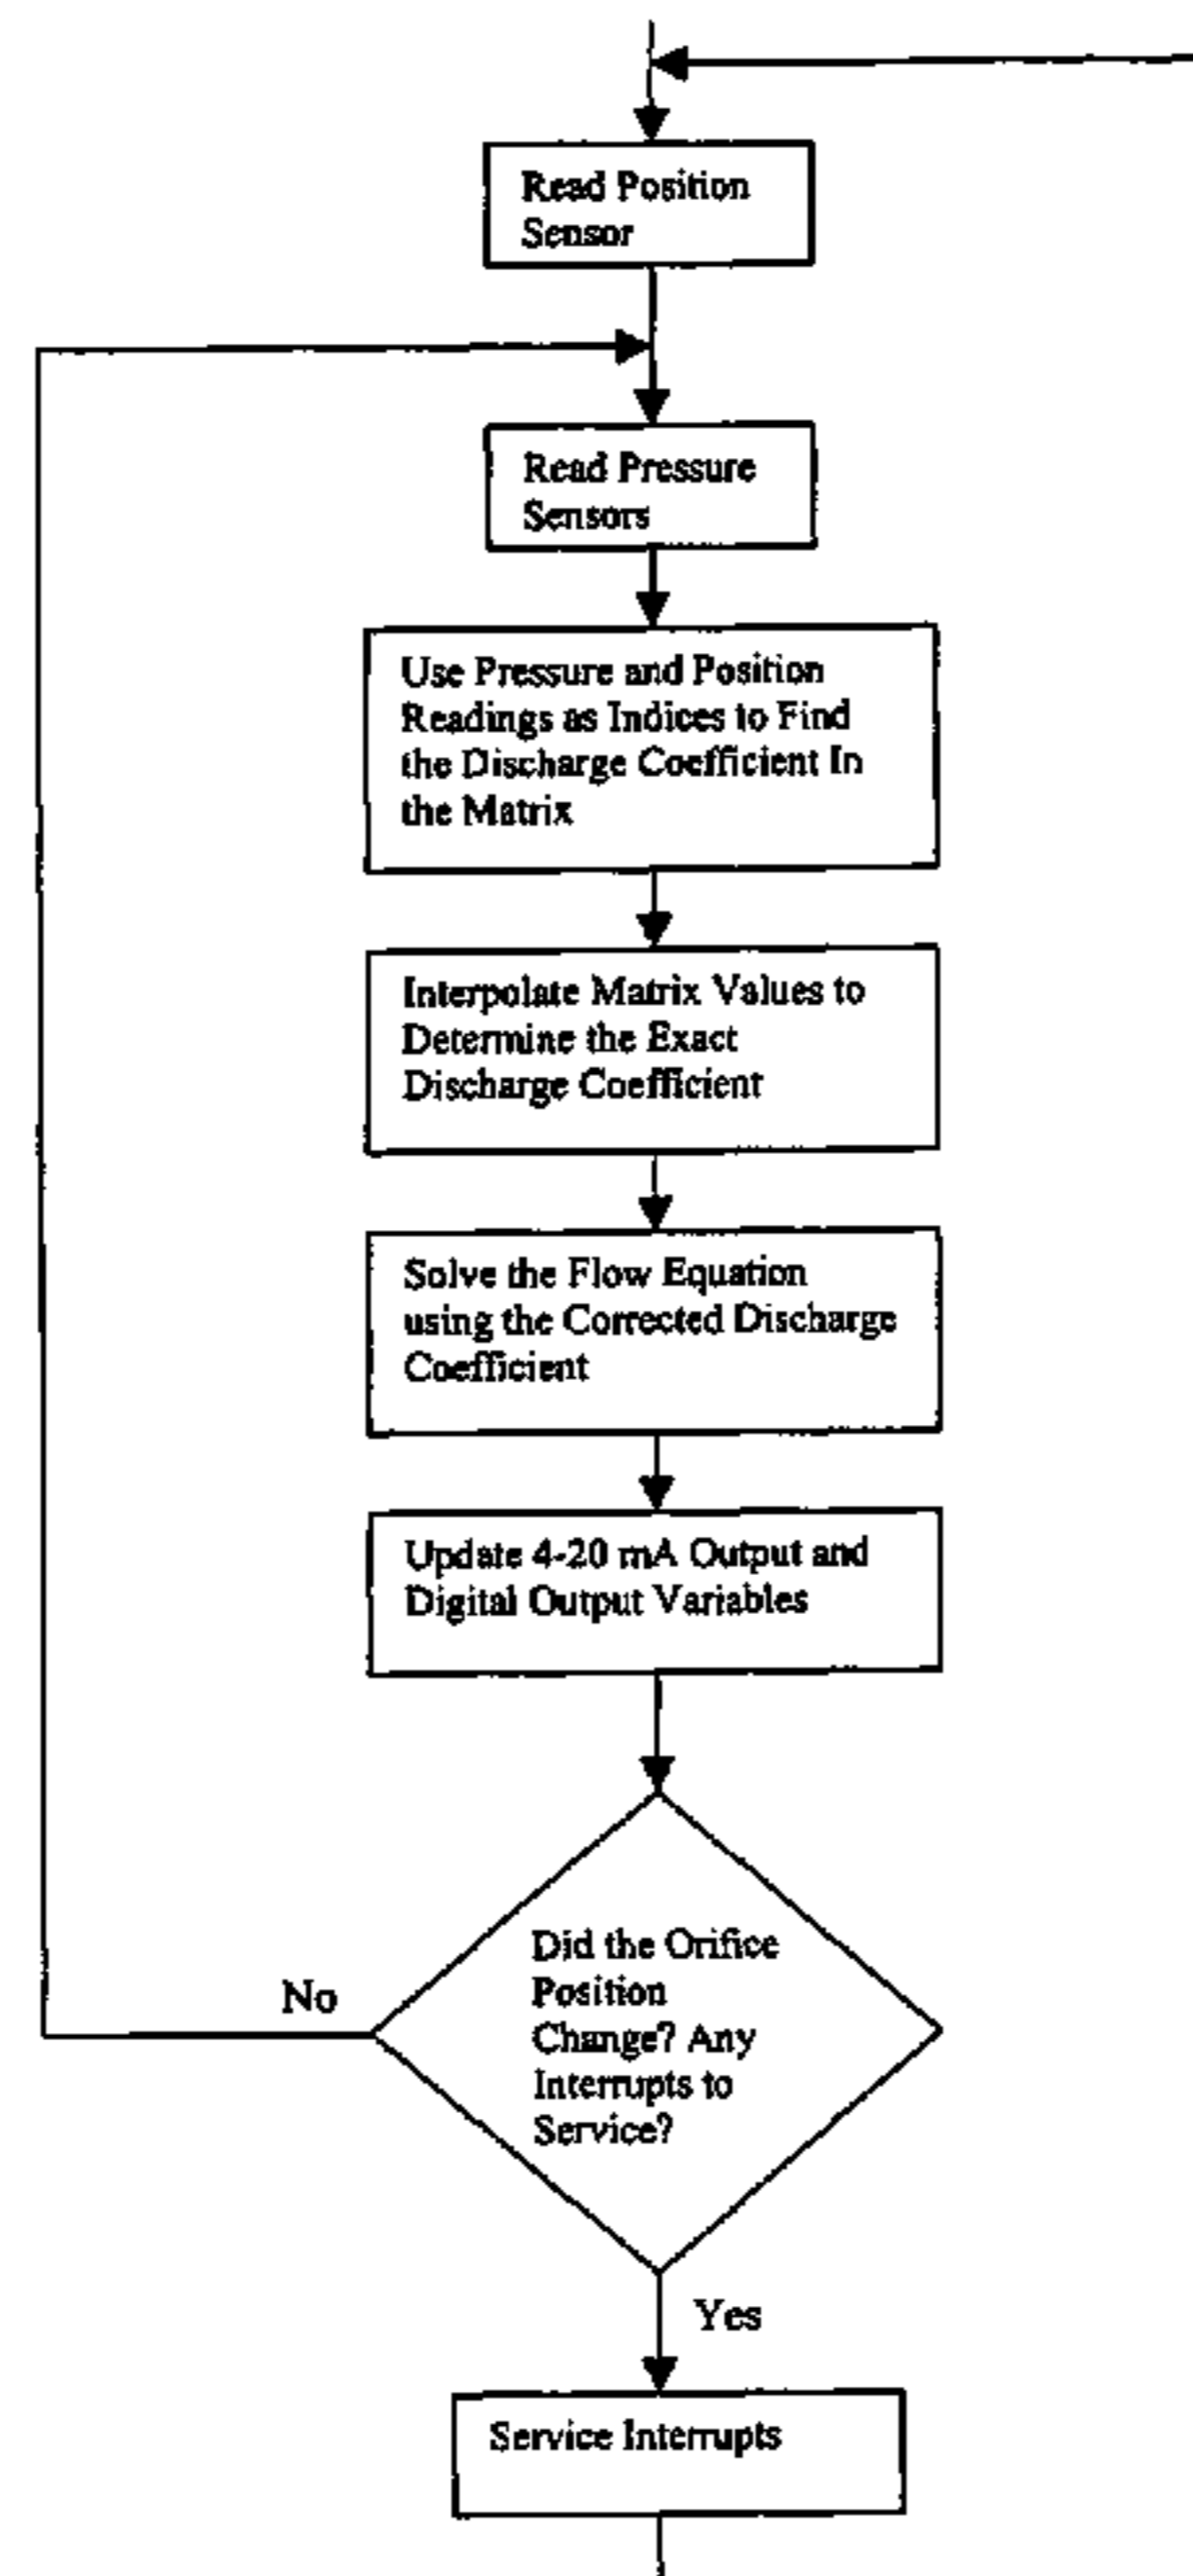 Read Position
Sensor
Read Pressure
Sensors
Use Pressure and Position
Readings as Indices to Find
the Discharge Coefficient In
the Matrix
Interpolate Matrix Values to
Determine the Exact
Discharge Coefficient
Solve the Flow Equation
using the Corrected Discharge
Coefficient
Update 4-20 mA Output and
Digital Output Variables
Did the Orifice
Position
Change? Any
Interrupts to
Service?
No
Yes
Service Interrupts